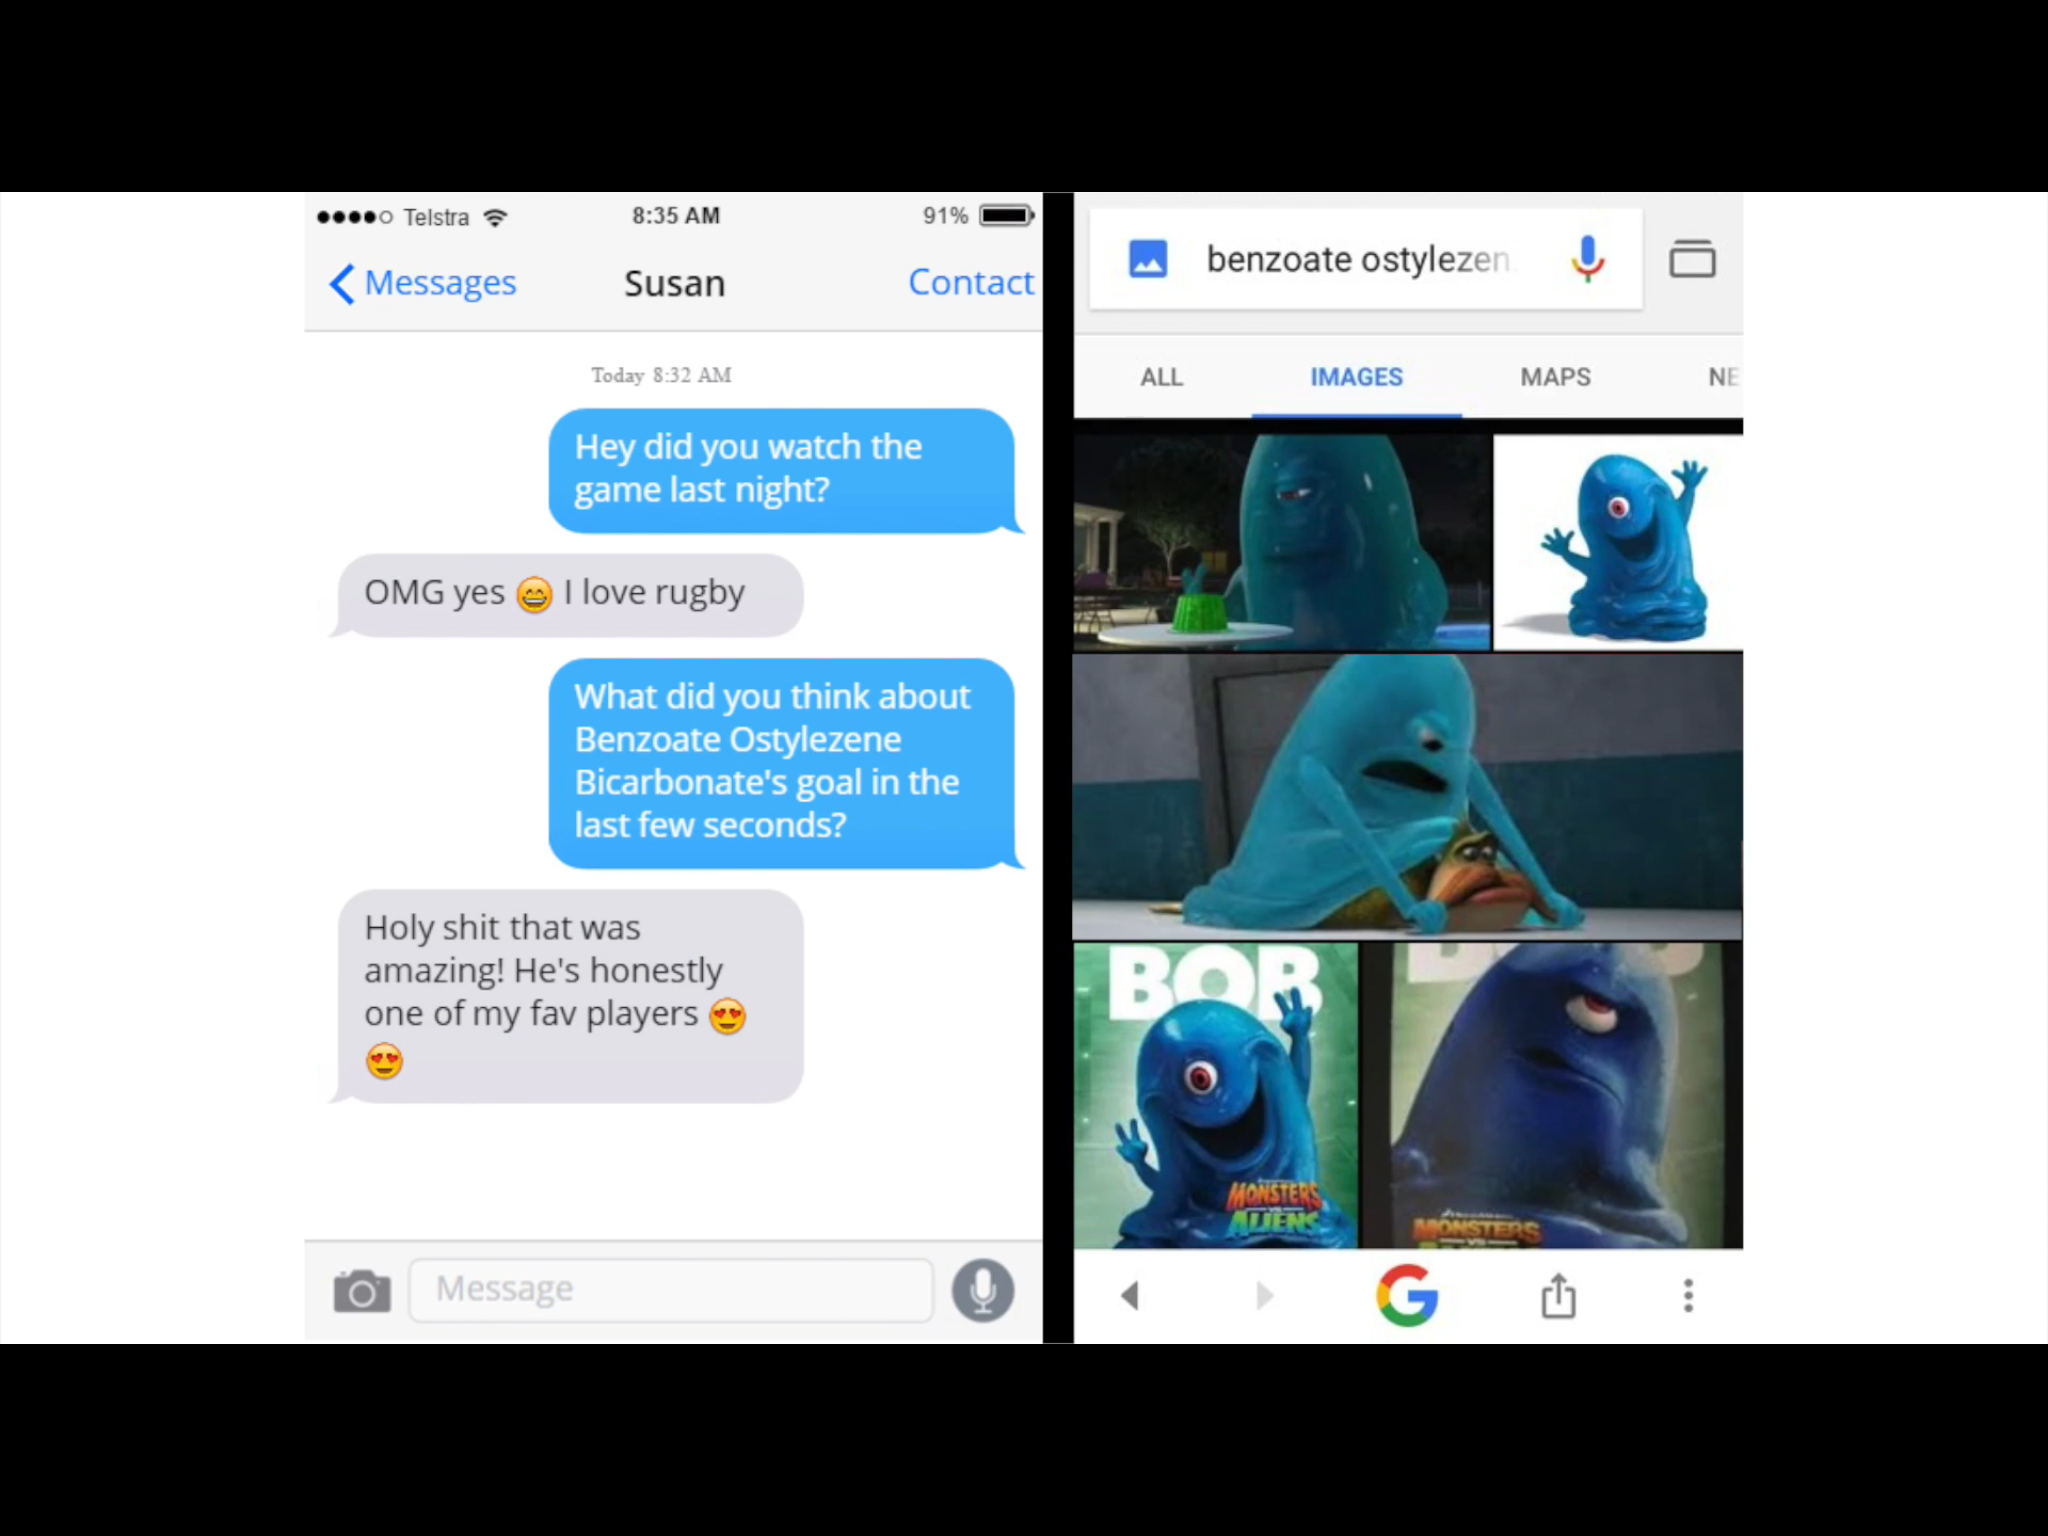 Telstra 8:35 AM 91%
Messages Susan Contact
Today 8:32 AM
Hey did you watch the
game last night?
OMG yes 😄 I love rugby
What did you think about
Benzoate Ostylezene
Bicarbonate's goal in the
last few seconds?
Holy shit that was
amazing! He's honestly
one of my fav players 😍
😍
Message
benzoate ostylezen
ALL IMAGES MAPS NE
BOB
MONSTERS
VS
ALIENS
MONSTERS
VS
G